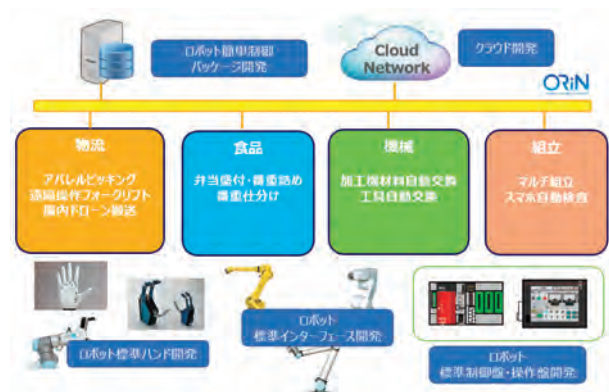 ロボット簡単制御
パッケージ開発
Cloud
Network
クラウド開発
ORiN
物流
アパレルピッキング
遠隔操作フォークリフト
屋内ドローン搬送
食品
弁当盛付・番重詰め
番重仕分け
機械
加工機材料自動交換
工具自動交換
組立
マルチ組立
スマホ自動検査
ロボット標準ハンド開発
ロボット
標準インターフェース開発
ロボット
標準制御盤・操作盤開発